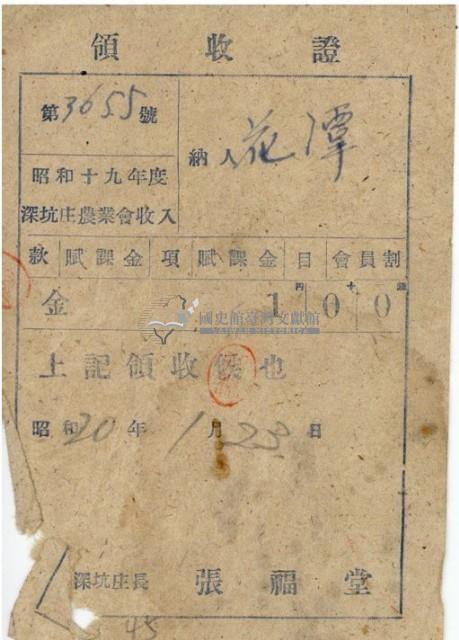 領收證
第3655號
納人 花潭
昭和十九年度
深坑庄農業會收入
款 賦課金 項 賦課金 目 會員割
金 1圓 0十 0錢
國史館臺灣文獻館
TAIWAN HISTORICA
上記領收候也
昭和20年 1月23日
深坑庄長 張福堂
45